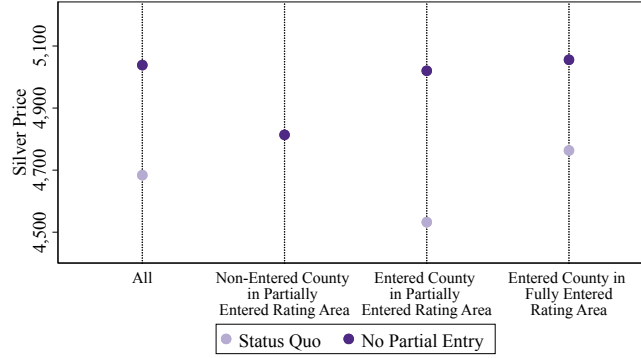 Silver Price
5,100
4,900
4,700
4,500
All
Non-Entered County
in Partially
Entered Rating Area
Entered County
in Partially
Entered Rating Area
Entered County in
Fully Entered
Rating Area
Status Quo
No Partial Entry